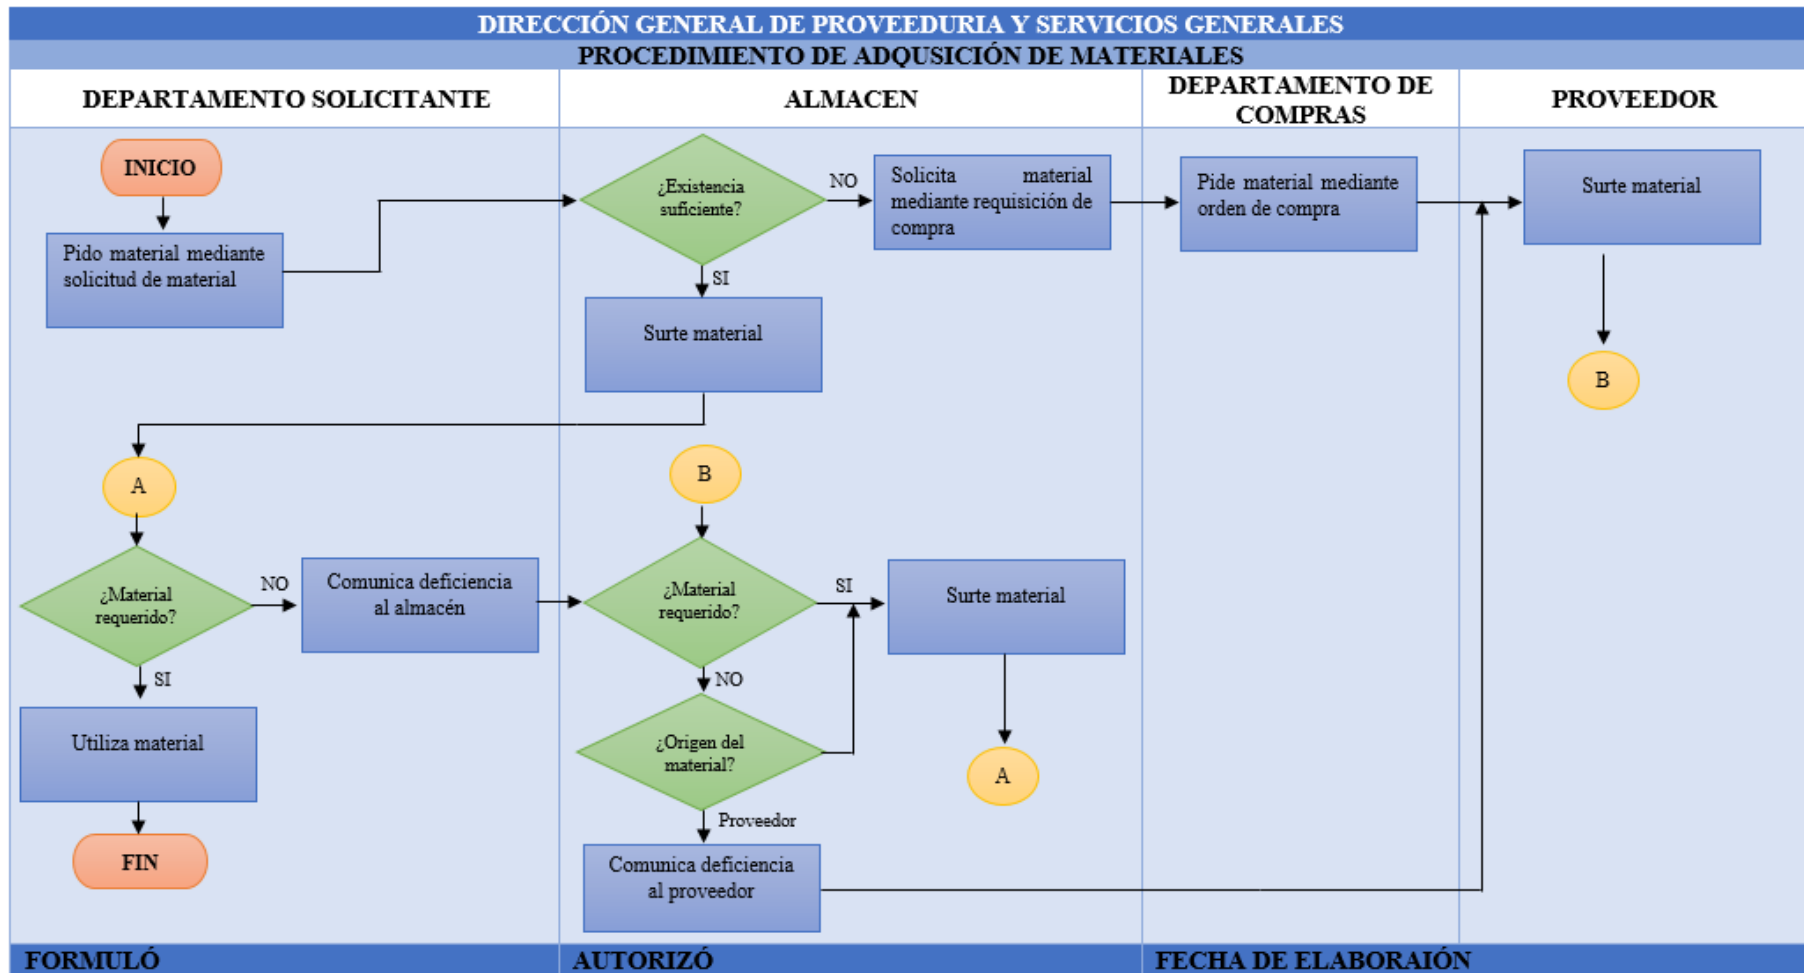 DIRECCIÓN GENERAL DE PROVEEDURIA Y SERVICIOS GENERALES
PROCEDIMIENTO DE ADQUSICIÓN DE MATERIALES
DEPARTAMENTO SOLICITANTE
ALMACEN
DEPARTAMENTO DE
COMPRAS
PROVEEDOR
INICIO
Pido material mediante
solicitud de material
¿Existencia
suficiente?
NO
Solicita material
mediante requisición de
compra
Pide material mediante
orden de compra
Surte material
SI
Surte material
B
A
B
¿Material
requerido?
NO
Comunica deficiencia
al almacén
¿Material
requerido?
SI
Surte material
SI
NO
Utiliza material
¿Origen del
material?
A
Proveedor
FIN
Comunica deficiencia
al proveedor
FORMULÓ
AUTORIZÓ
FECHA DE ELABORAIÓN